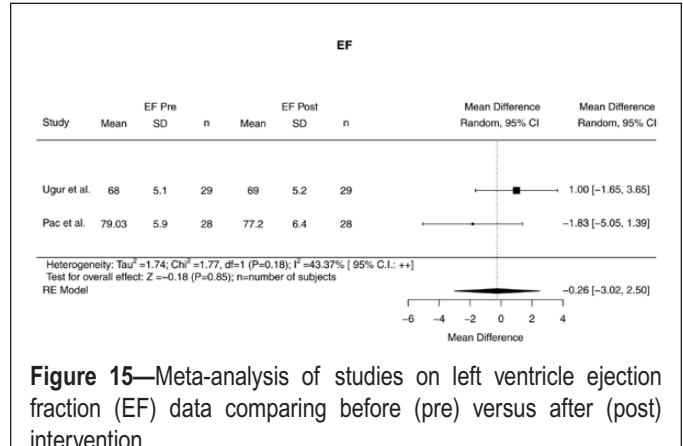 EF
EF Pre EF Post Mean Difference Mean Difference
Study Mean SD n Mean SD n Random, 95% CI Random, 95% CI
Ugur et al. 68 5.1 29 69 5.2 29 1.00 [−1.65, 3.65]
Pac et al. 79.03 5.9 28 77.2 6.4 28 −1.83 [−5.05, 1.39]
Heterogeneity: Tau² =1.74; Chi² =1.77, df=1 (P=0.18); I² =43.37% [ 95% C.I.: ++]
Test for overall effect: Z =−0.18 (P=0.85); n=number of subjects
RE Model −0.26 [−3.02, 2.50]
−6 −4 −2 0 2 4
Mean Difference
Figure 15—Meta-analysis of studies on left ventricle ejection
fraction (EF) data comparing before (pre) versus after (post)
intervention